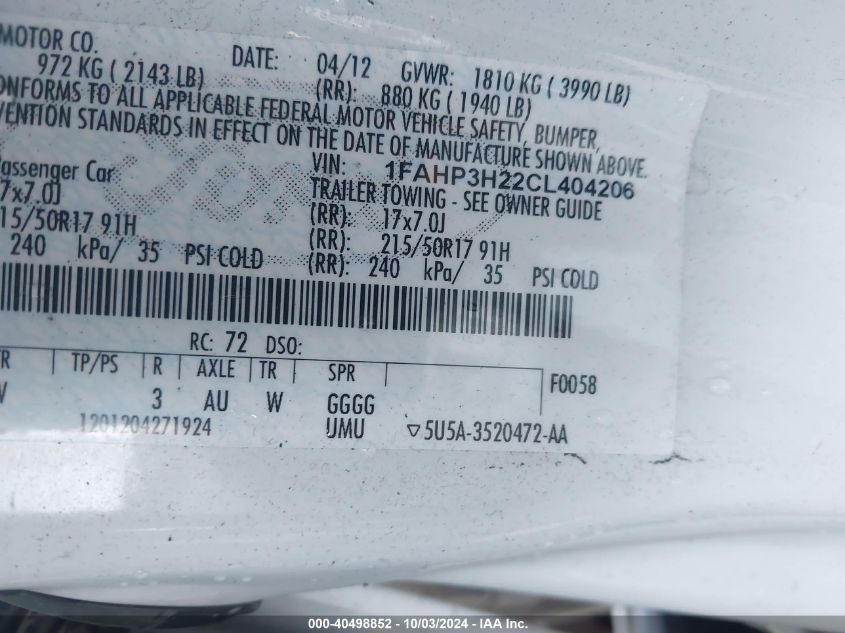 MOTOR CO.
DATE: 04/12 GVWR: 1810 KG ( 3990 LB)
972 KG ( 2143 LB) (RR): 880 KG ( 1940 LB)
ONFORMS TO ALL APPLICABLE FEDERAL MOTOR VEHICLE SAFETY, BUMPER,
VENTION STANDARDS IN EFFECT ON THE DATE OF MANUFACTURE SHOWN ABOVE.
VIN: 1FAHP3H22CL404206
Passenger Car TRAILER TOWING - SEE OWNER GUIDE
7x7.0J (RR): 17x7.0J
15/50R17 91H (RR): 215/50R17 91H
240 kPa/ 35 PSI COLD (RR): 240 kPa/ 35 PSI COLD
RC: 72 DSO:
TR TP/PS R AXLE TR SPR F0058
3 AU W GGGG
1201204271924 UMU ▽5U5A-3520472-AA
000-40498852 - 10/03/2024 - IAAI.com